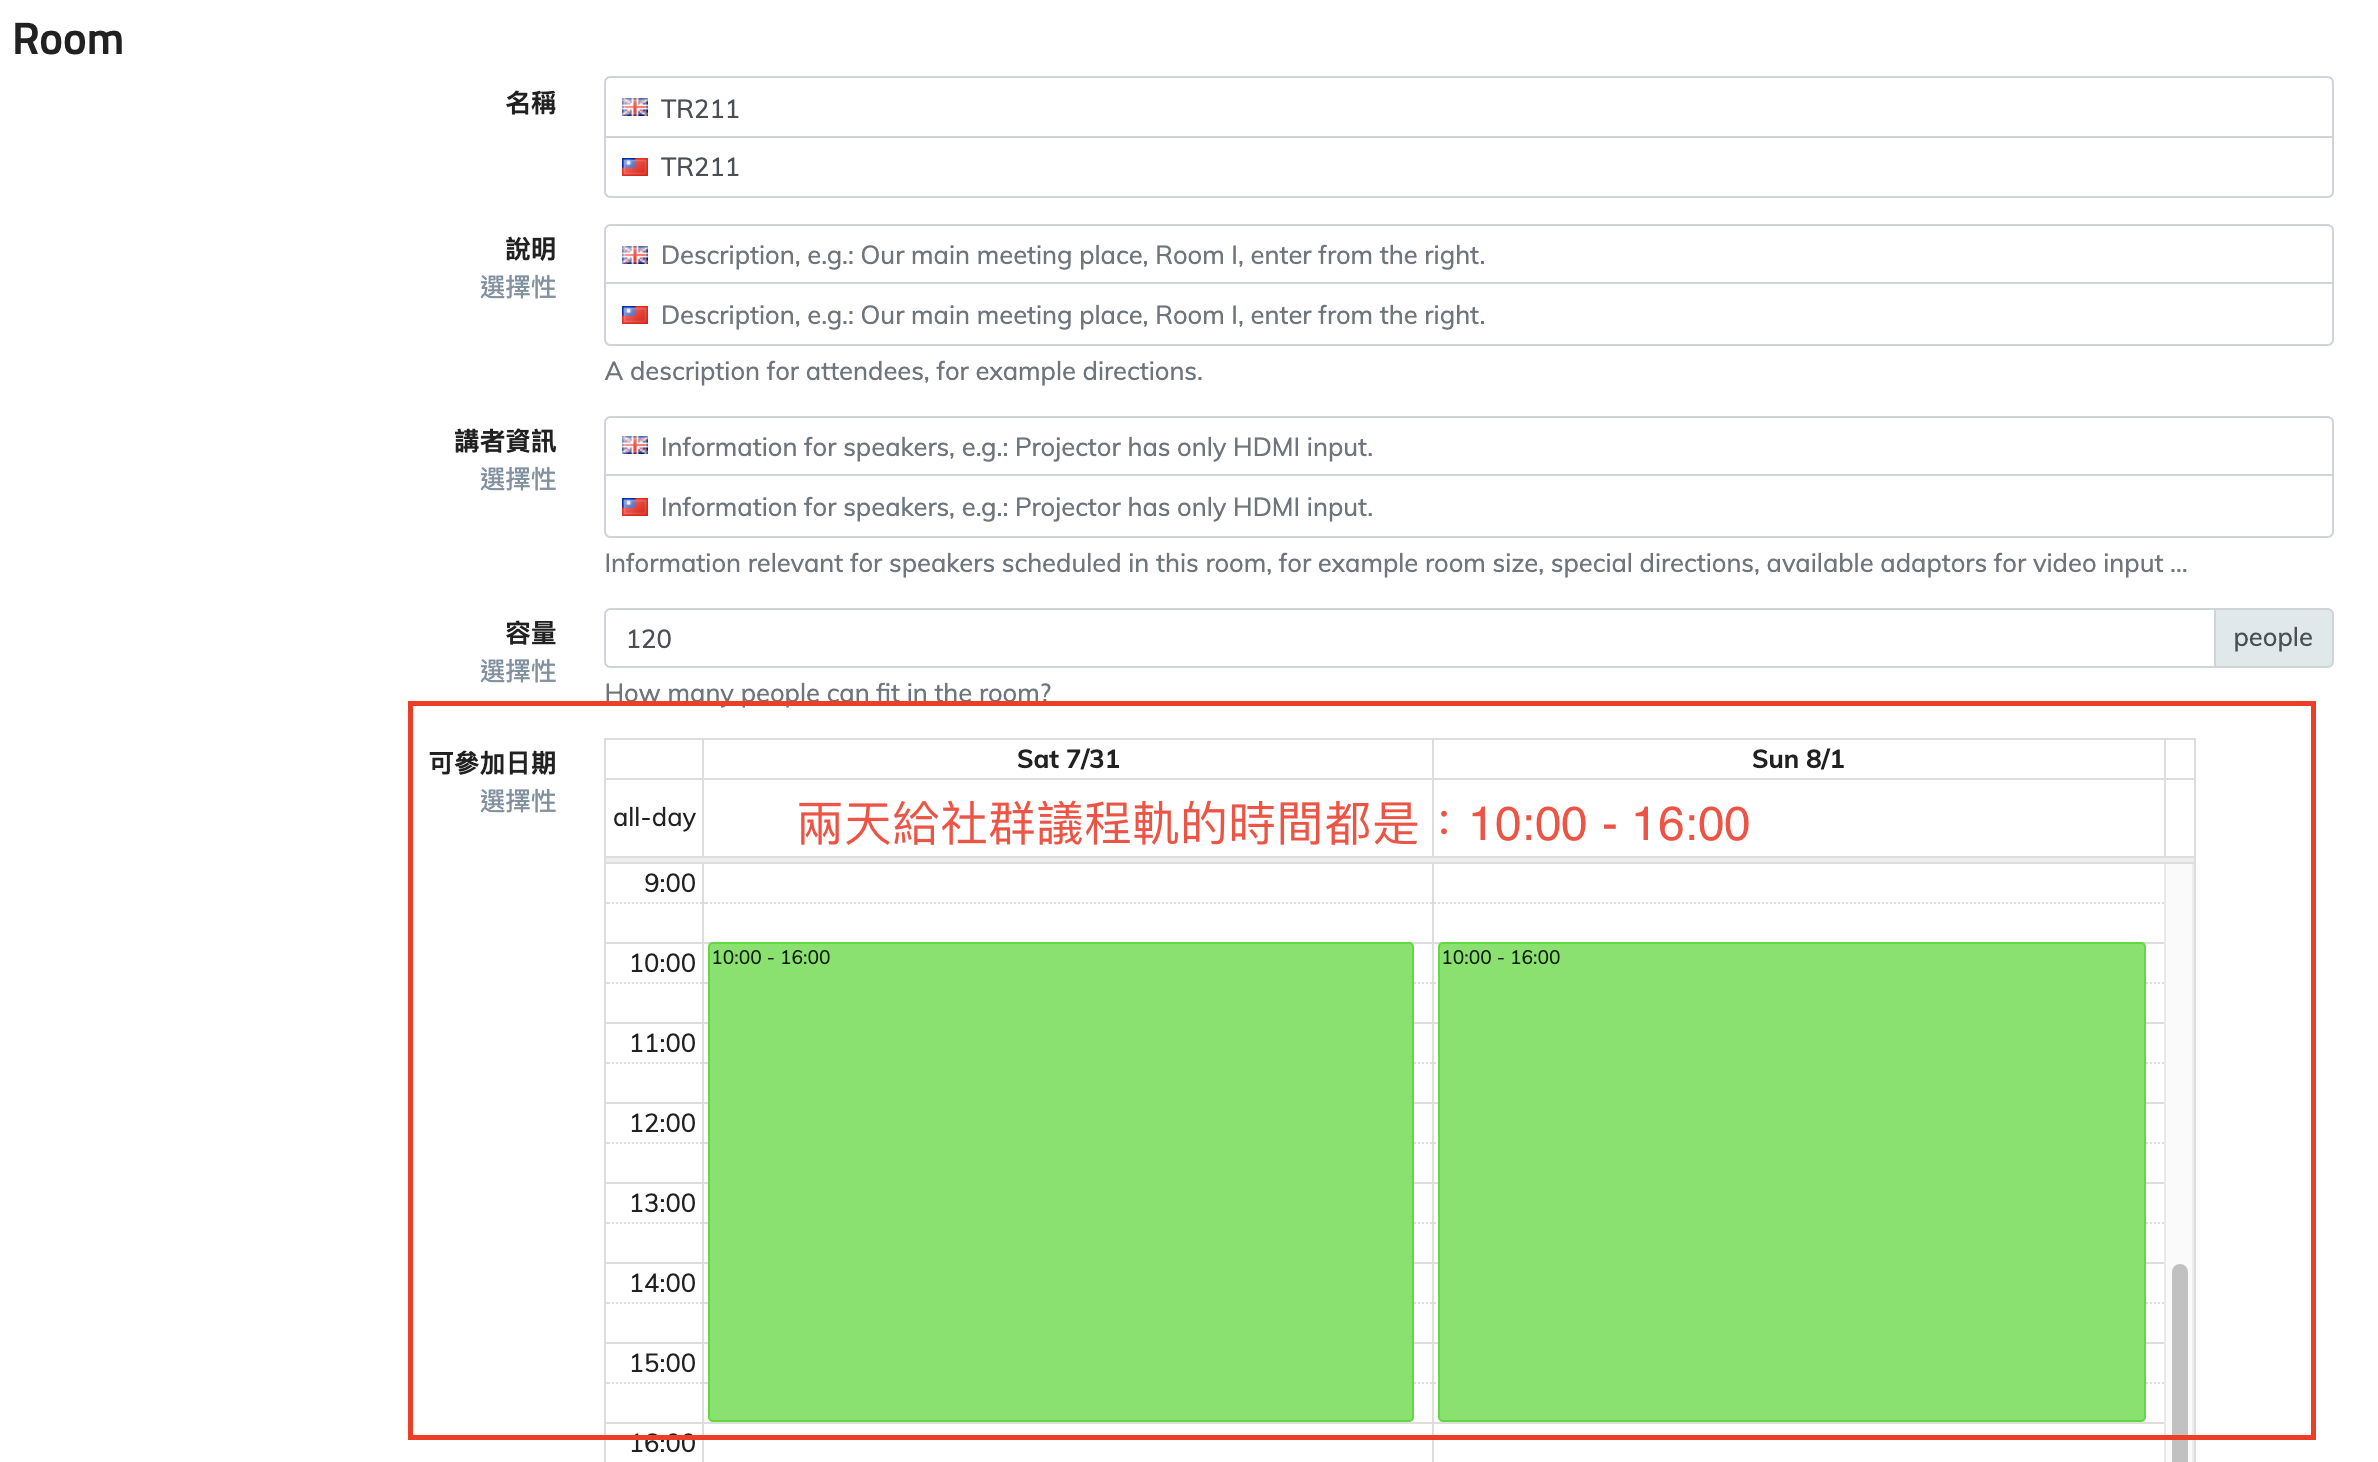 Room
名稱
TR211
TR211
說明
選擇性
Description, e.g.: Our main meeting place, Room I, enter from the right.
Description, e.g.: Our main meeting place, Room I, enter from the right.
A description for attendees, for example directions.
講者資訊
選擇性
Information for speakers, e.g.: Projector has only HDMI input.
Information for speakers, e.g.: Projector has only HDMI input.
Information relevant for speakers scheduled in this room, for example room size, special directions, available adaptors for video input ...
容量
選擇性
120 people
How many people can fit in the room?
可參加日期
選擇性
Sat 7/31 Sun 8/1
all-day
兩天給社群議程軌的時間都是：10:00 - 16:00
9:00
10:00
10:00 - 16:00 10:00 - 16:00
11:00
12:00
13:00
14:00
15:00
16:00